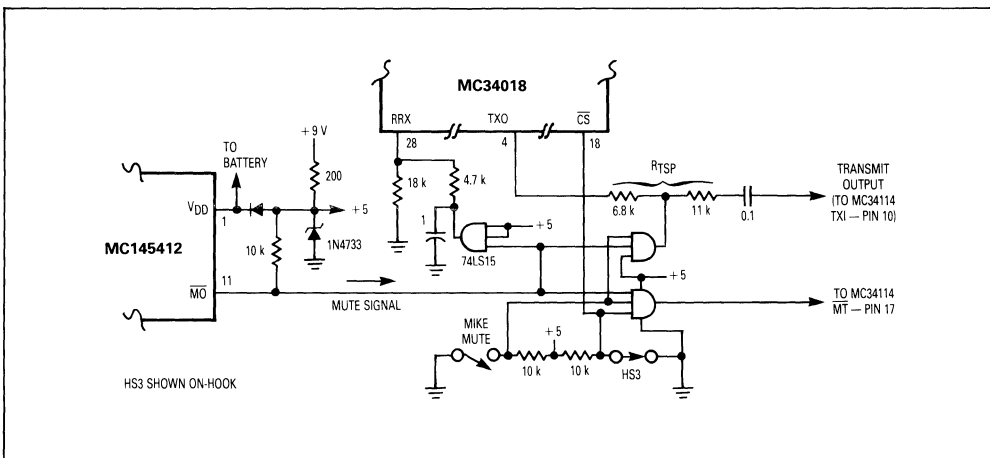 MC34018
RRX
TXO
CS
28
4
18
+9 V
TO
BATTERY
200
18 k
4.7 k
RTSP
6.8 k
11 k
0.1
TRANSMIT
OUTPUT
(TO MC34114
TXI — PIN 10)
VDD
1
+5
1N4733
MC145412
10 k
1
+5
74LS15
+5
11
MO
MUTE SIGNAL
TO MC34114
MT — PIN 17
MIKE
MUTE
+5
10 k
10 k
HS3
HS3 SHOWN ON-HOOK